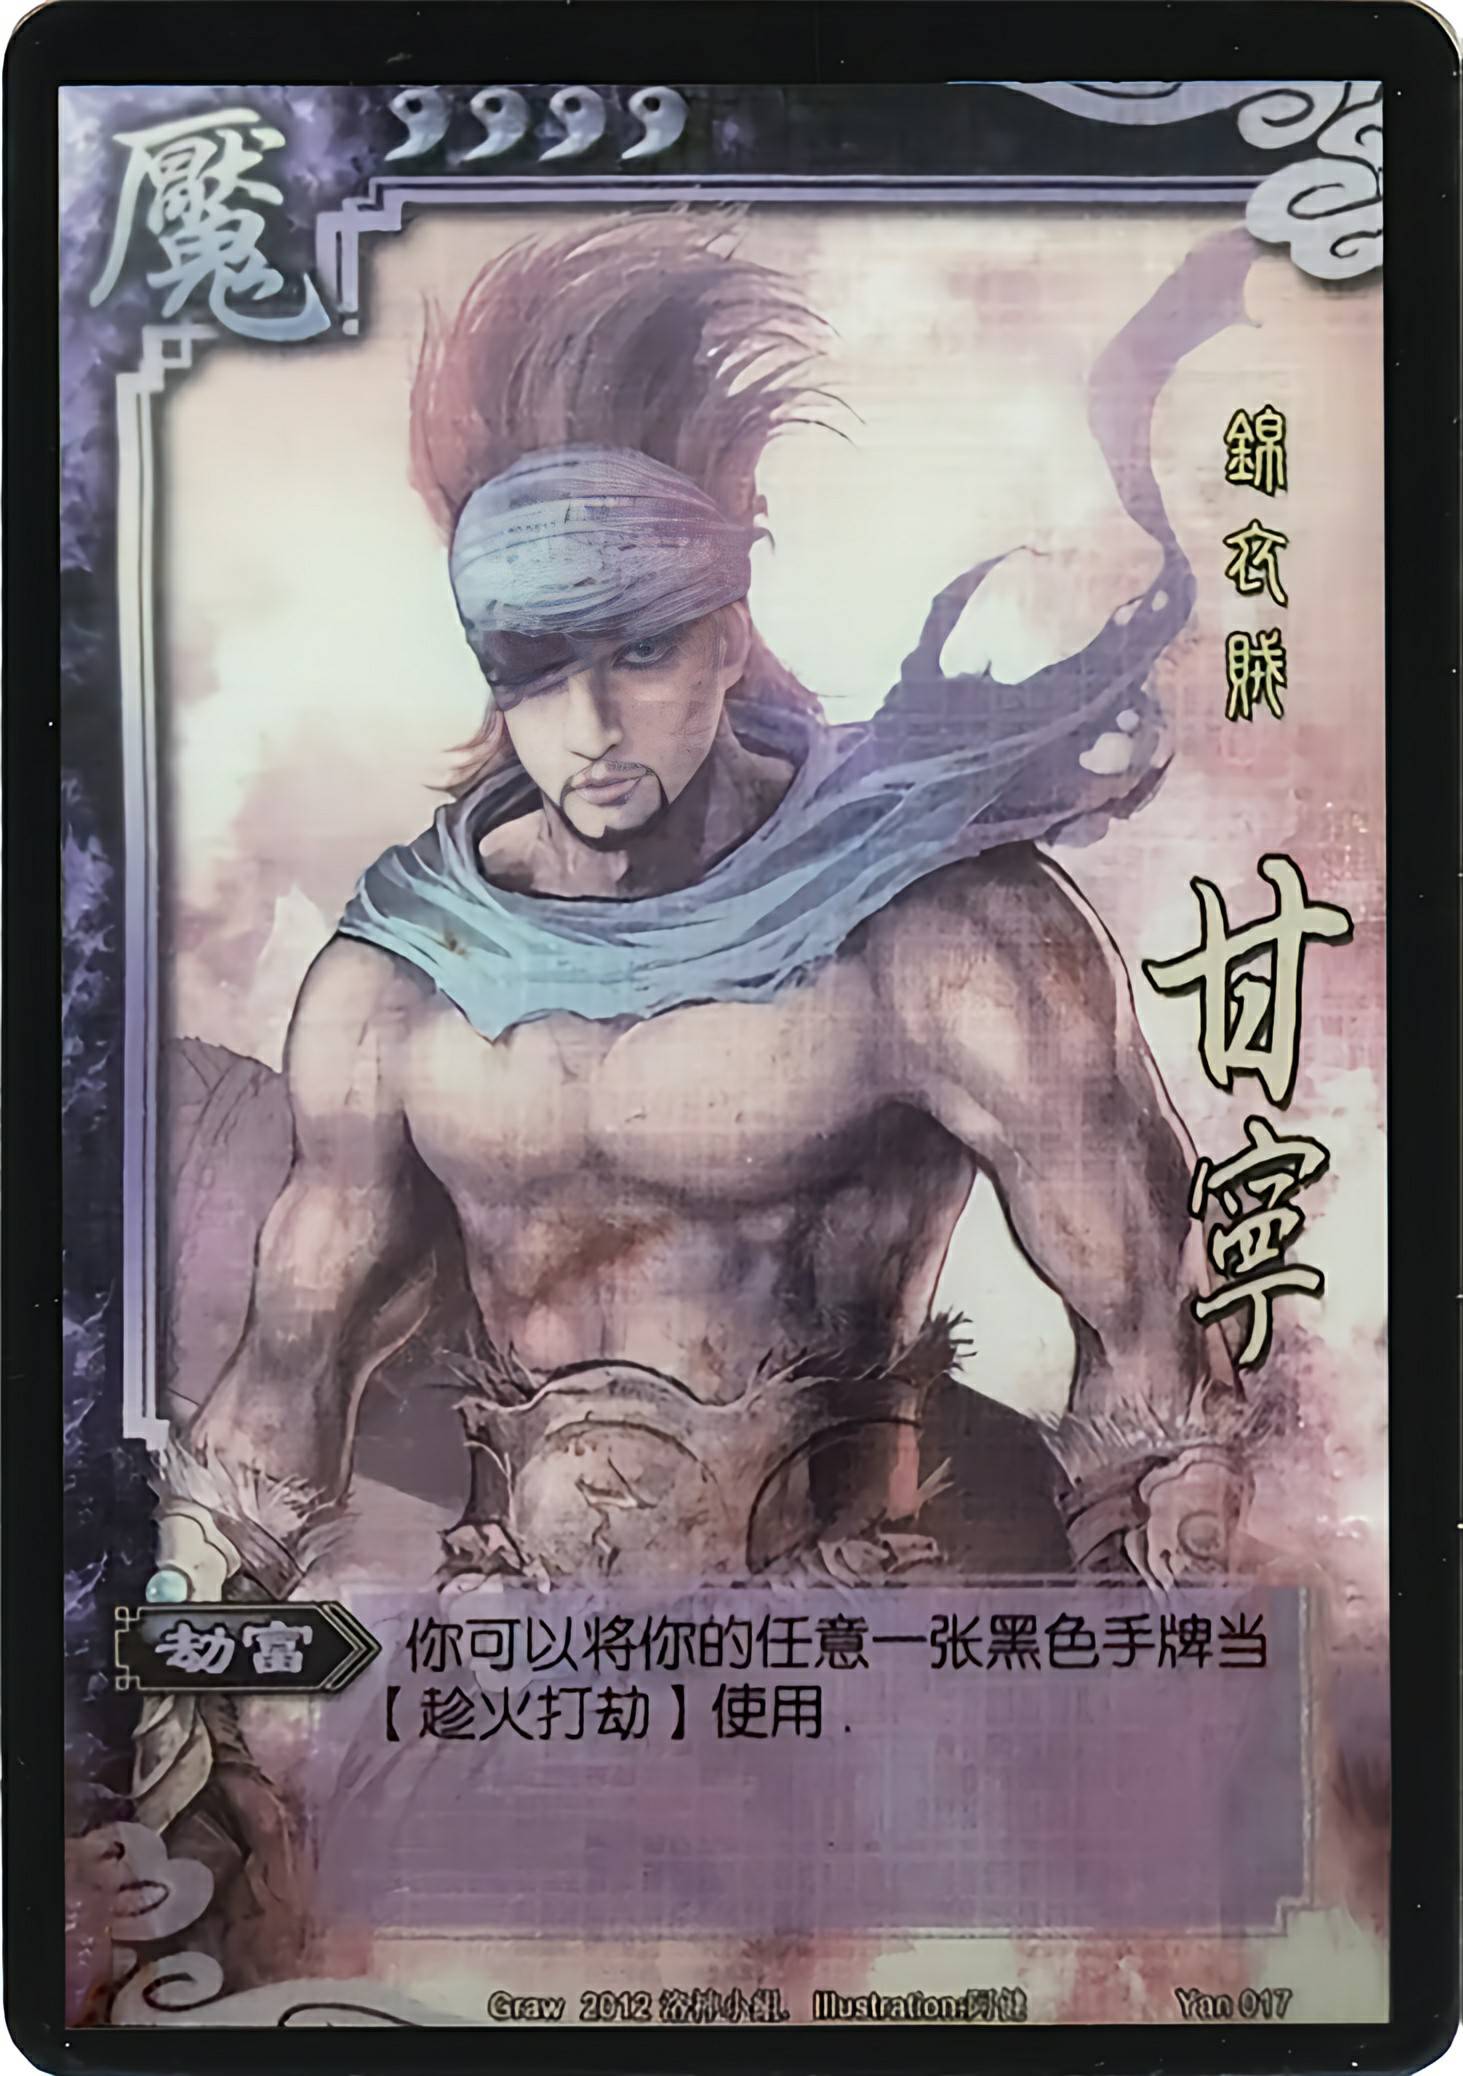 魘
錦衣賊
甘寧
劫富
你可以将你的任意一张黑色手牌当
【趁火打劫】使用.
Graw 2012 洛神小组. Illustration:阿健
Yan 017